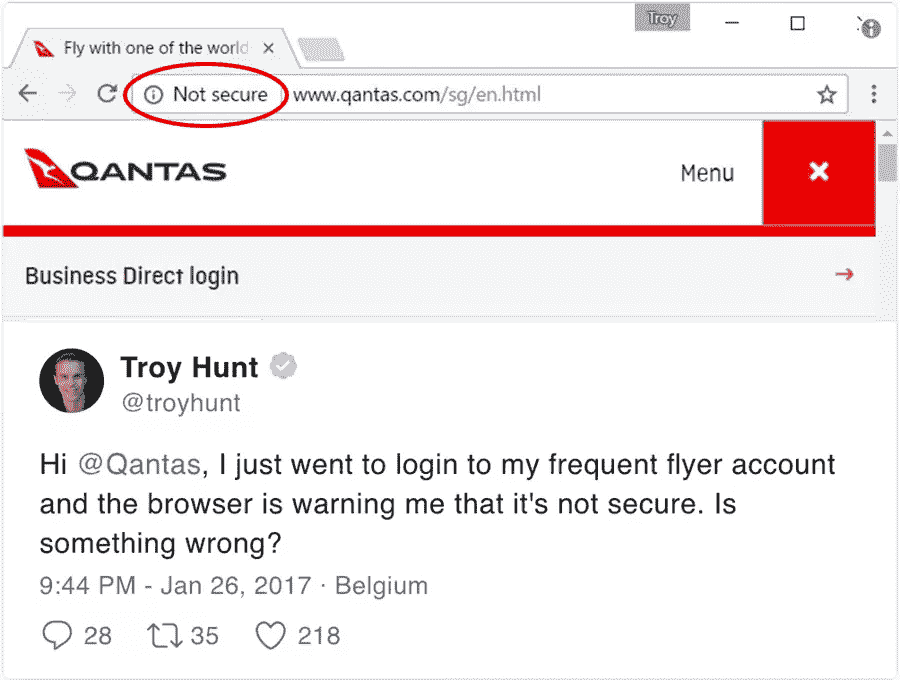 Troy
Fly with one of the world
Not secure www.qantas.com/sg/en.html
QANTAS
Menu
Business Direct login
Troy Hunt
@troyhunt
Hi @Qantas, I just went to login to my frequent flyer account
and the browser is warning me that it's not secure. Is
something wrong?
9:44 PM - Jan 26, 2017 · Belgium
28 35 218